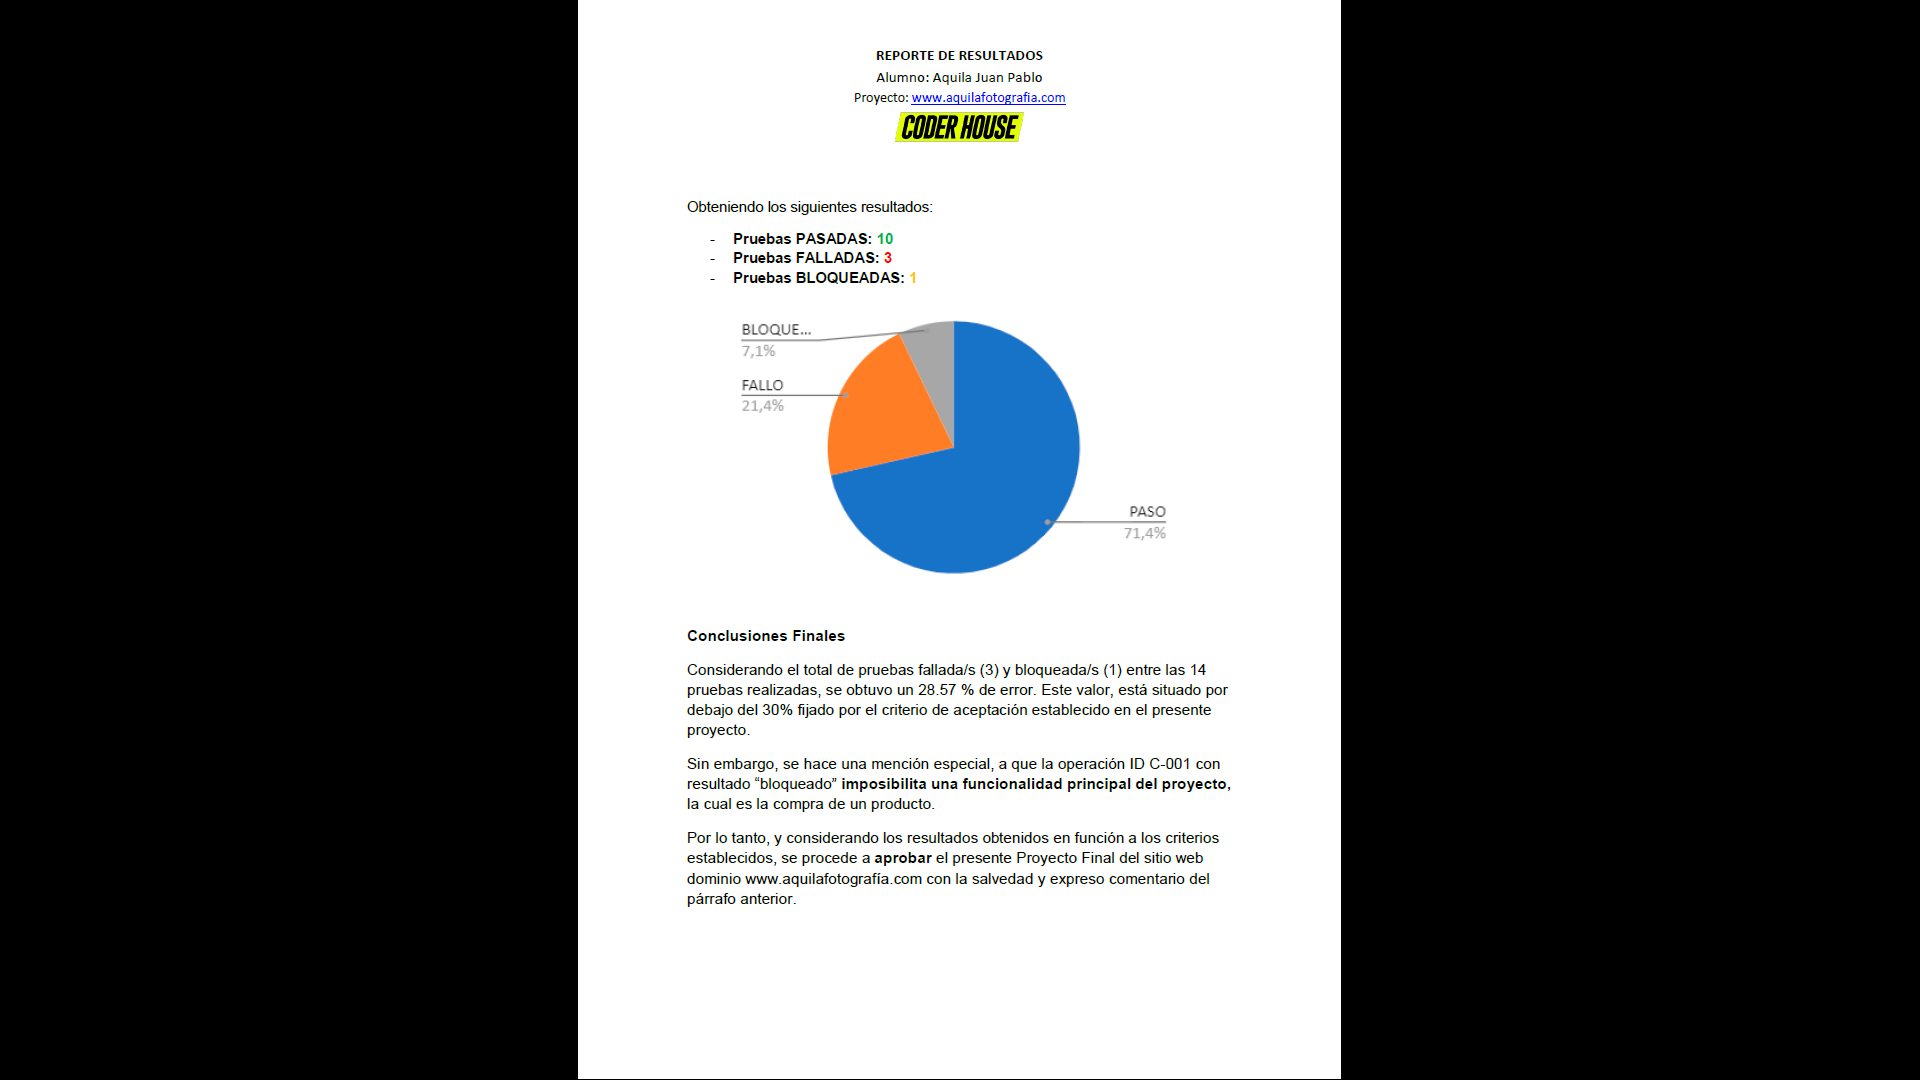 REPORTE DE RESULTADOS
Alumno: Aquila Juan Pablo
Proyecto: www.aquilafotografia.com
CODER HOUSE
Obteniendo los siguientes resultados:
- Pruebas PASADAS: 10
- Pruebas FALLADAS: 3
- Pruebas BLOQUEADAS: 1
BLOQUE...
7,1%
FALLO
21,4%
PASO
71,4%
Conclusiones Finales
Considerando el total de pruebas fallada/s (3) y bloqueada/s (1) entre las 14
pruebas realizadas, se obtuvo un 28.57 % de error. Este valor, está situado por
debajo del 30% fijado por el criterio de aceptación establecido en el presente
proyecto.
Sin embargo, se hace una mención especial, a que la operación ID C-001 con
resultado “bloqueado” imposibilita una funcionalidad principal del proyecto,
la cual es la compra de un producto.
Por lo tanto, y considerando los resultados obtenidos en función a los criterios
establecidos, se procede a aprobar el presente Proyecto Final del sitio web
dominio www.aquilafotografía.com con la salvedad y expreso comentario del
párrafo anterior.